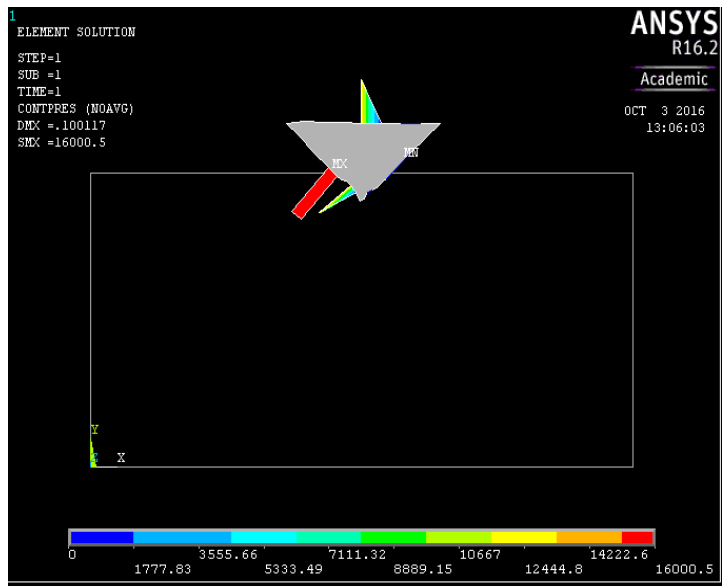 1
ELEMENT SOLUTION
STEP=1
SUB =1
TIME=1
CONTPRES (NOAVG)
DMX =.100117
SMX =16000.5
ANSYS
R16.2
Academic
OCT 3 2016
13:06:03
MX
MN
Y
X
0 3555.66 7111.32 10667 14222.6
1777.83 5333.49 8889.15 12444.8 16000.5